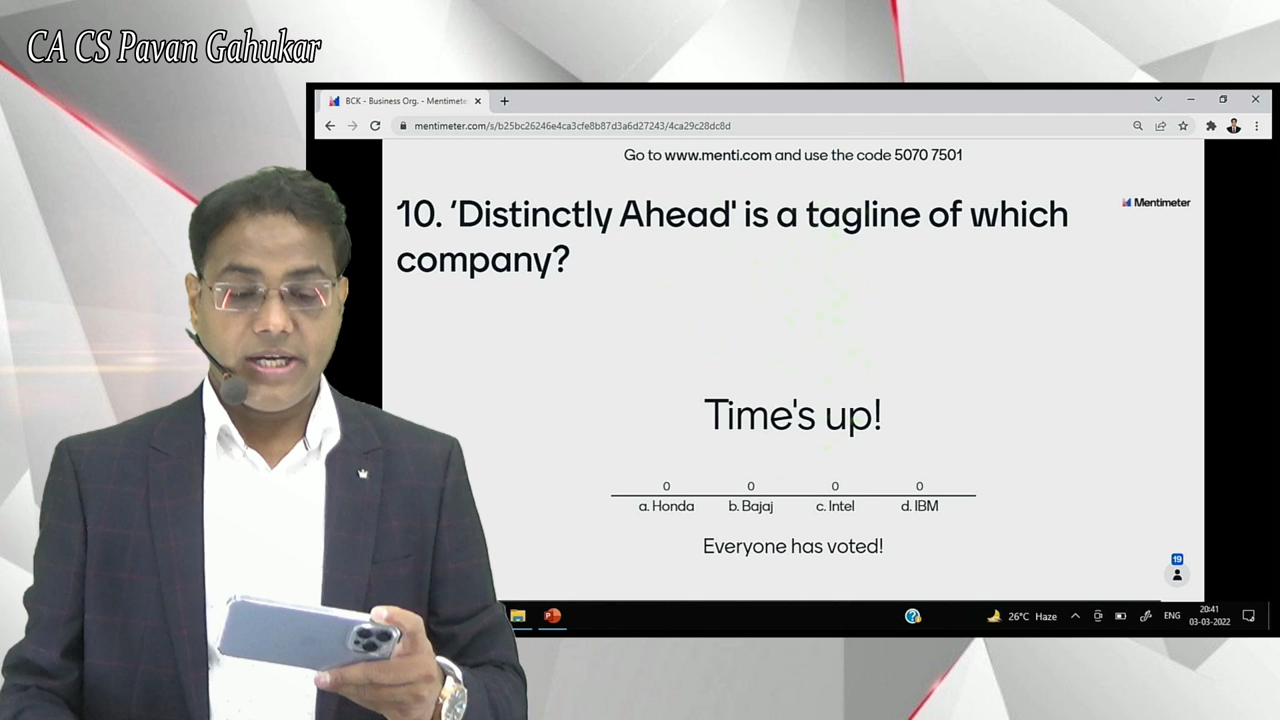 CA CS Pavan Gahukar
BCK - Business Org. - Mentimete
mentimeter.com/s/b25bc26246e4ca3cfe8b87d3a6d27243/4ca29c28dc8d
Go to www.menti.com and use the code 5070 7501
10. ‘Distinctly Ahead' is a tagline of which
company?
Mentimeter
Time's up!
0 0 0 0
a. Honda b. Bajaj c. Intel d. IBM
Everyone has voted!
19
26°C Haze ENG 20:41
03-03-2022